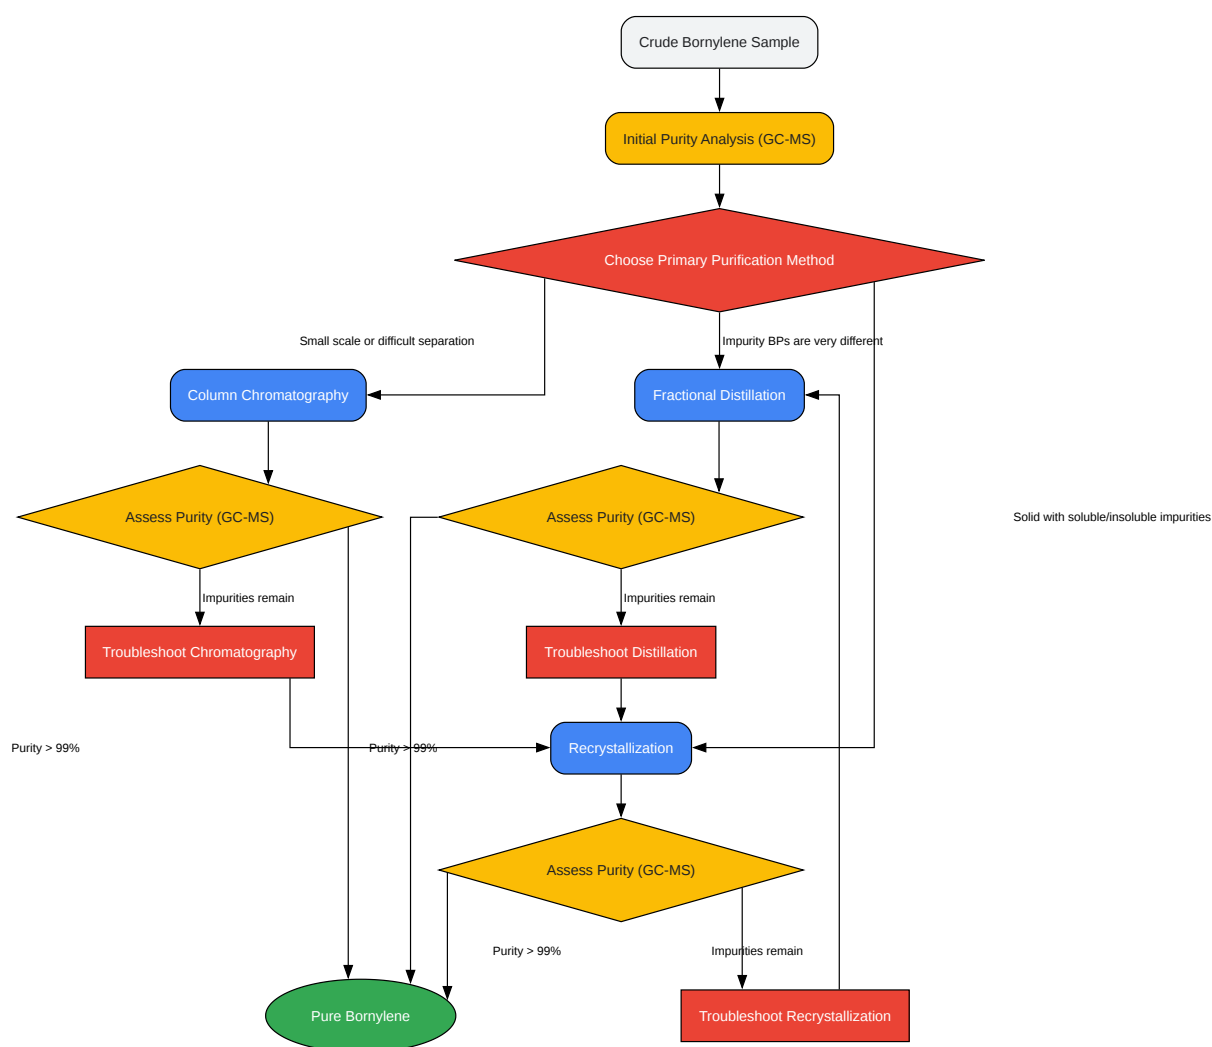 Crude Bornylene Sample
Initial Purity Analysis (GC-MS)
Choose Primary Purification Method
Small scale or difficult separation
Impurity BPs are very different
Column Chromatography
Fractional Distillation
Assess Purity (GC-MS)
Assess Purity (GC-MS)
Solid with soluble/insoluble impurities
Impurities remain
Impurities remain
Troubleshoot Chromatography
Troubleshoot Distillation
Purity > 99%
Purity > 99%
Recrystallization
Assess Purity (GC-MS)
Purity > 99%
Impurities remain
Pure Bornylene
Troubleshoot Recrystallization